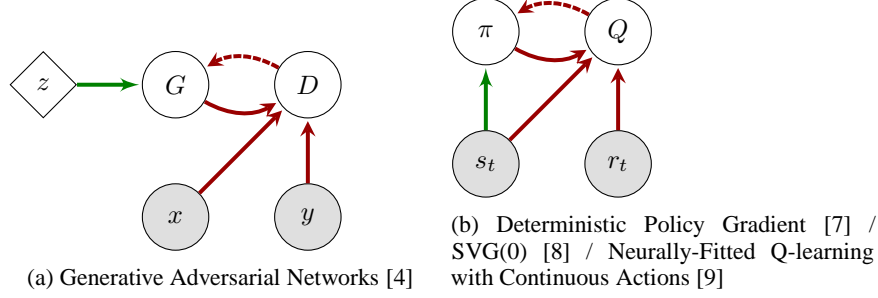 z
G
D
x
y
(a) Generative Adversarial Networks [4]
π
Q
s_t
r_t
(b) Deterministic Policy Gradient [7] /
SVG(0) [8] / Neurally-Fitted Q-learning
with Continuous Actions [9]